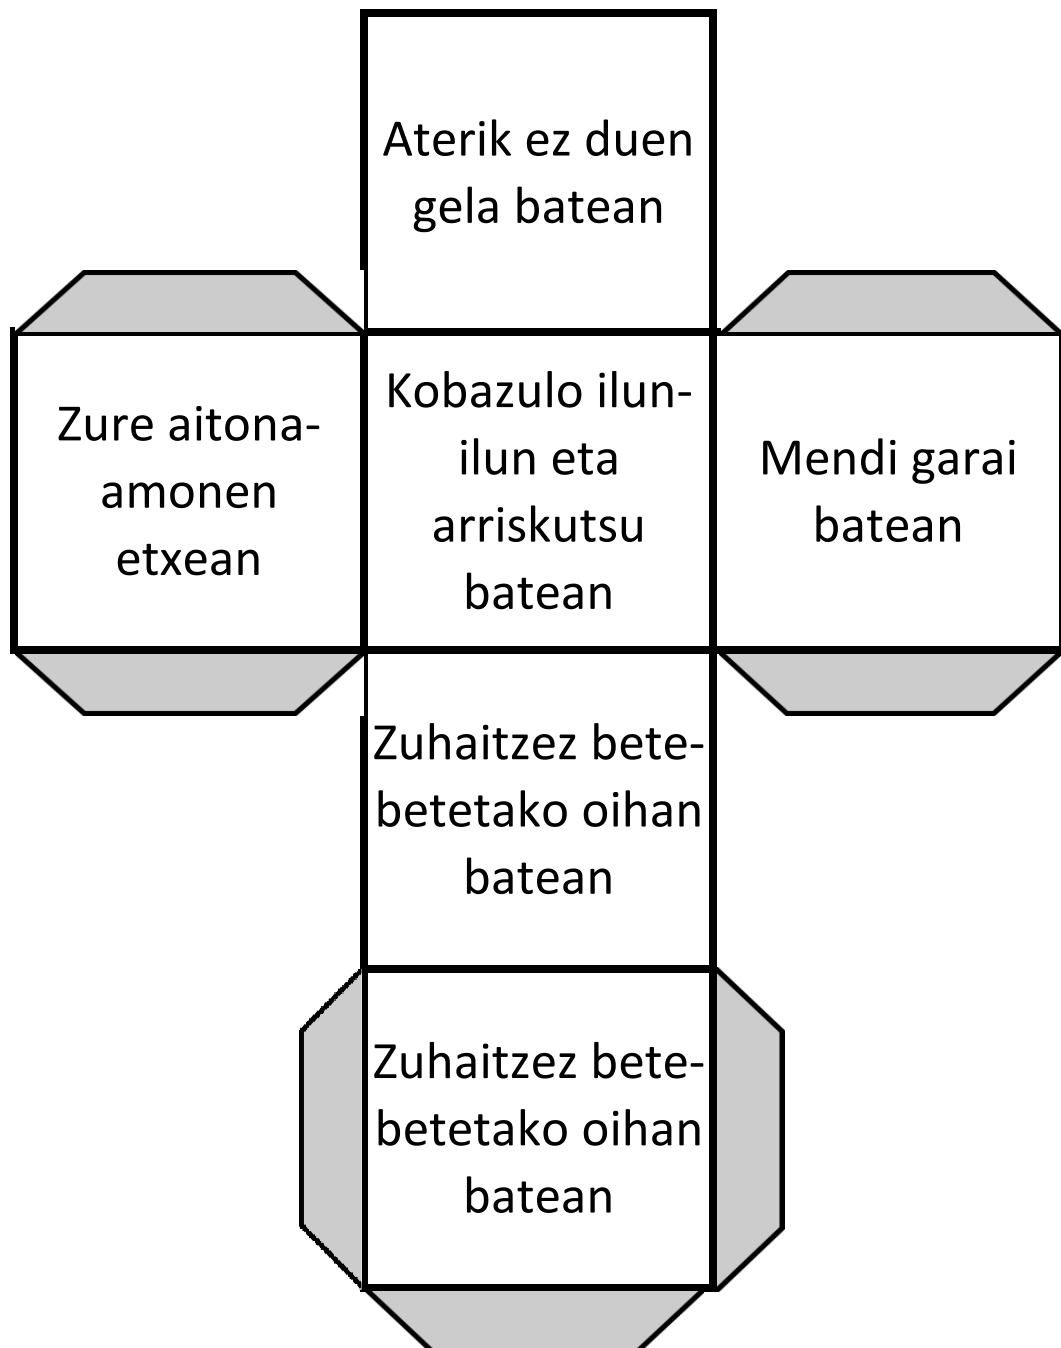 Aterik ez duen
gela batean
Zure aitona-
amonen
etxean
Kobazulo ilun-
ilun eta
arriskutsu
batean
Mendi garai
batean
Zuhaitzez bete-
betetako oihan
batean
Zuhaitzez bete-
betetako oihan
batean